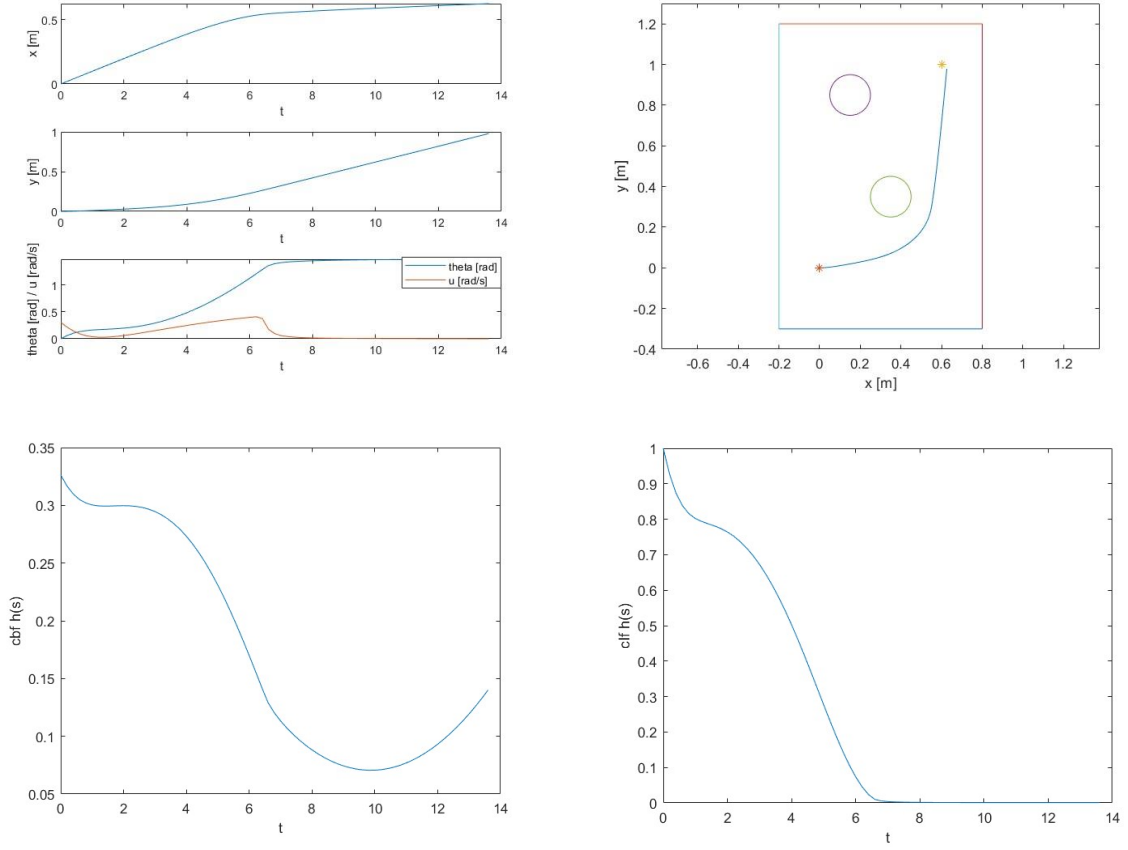 x [m]
0.5
0
0 2 4 6 8 10 12 14
t
y [m]
1
0.5
0
0 2 4 6 8 10 12 14
t
theta [rad] / u [rad/s]
1
0.5
0
theta [rad]
u [rad/s]
0 2 4 6 8 10 12 14
t
y [m]
1.2
1
0.8
0.6
0.4
0.2
0
-0.2
-0.4
-0.6 -0.4 -0.2 0 0.2 0.4 0.6 0.8 1 1.2
x [m]
cbf h(s)
0.35
0.3
0.25
0.2
0.15
0.1
0.05
0 2 4 6 8 10 12 14
t
clf h(s)
1
0.9
0.8
0.7
0.6
0.5
0.4
0.3
0.2
0.1
0
0 2 4 6 8 10 12 14
t